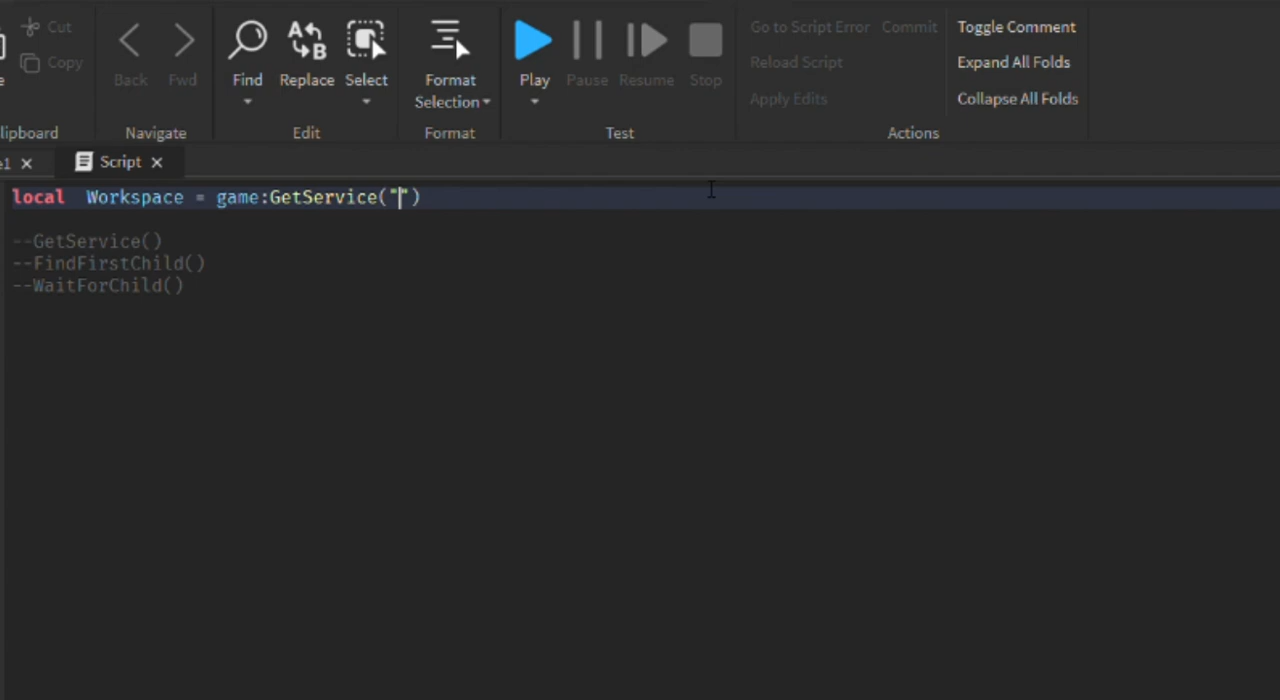 Cut
Copy
Back
Fwd
Find
Replace
Select
Format
Selection
Play
Pause
Resume
Stop
Go to Script Error
Commit
Reload Script
Apply Edits
Toggle Comment
Expand All Folds
Collapse All Folds
lipboard
Navigate
Edit
Format
Test
Actions
e1
Script
local  Workspace = game:GetService("")
--GetService()
--FindFirstChild()
--WaitForChild()